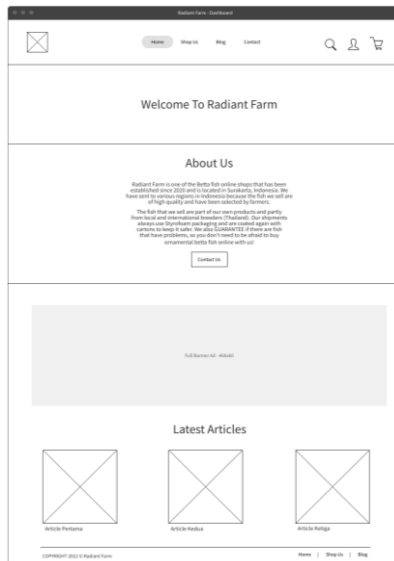 Radiant Farm - Dashboard
Home Shop Us Blog Contact
Welcome To Radiant Farm
About Us
Radiant Farm is one of the Betta fish online shops that has been
established since 2020 and is located in Surakarta, Indonesia. We
have sent to various regions in Indonesia because the fish we sell are
of high quality and have been selected by farmers.
The fish that we sell are part of our own products and partly
from local and international breeders (Thailand). Our shipments
always use Styrofoam packaging and are coated again with
cartons to keep it safer. We also GUARANTEE if there are fish
that have problems, so you don't need to be afraid to buy
ornamental betta fish online with us!
Contact Us
Full Banner Ad - 468x60
Latest Articles
Article Pertama Article Kedua Article Ketiga
COPYRIGHT 2022 © Radiant Farm Home | Shop Us | Blog